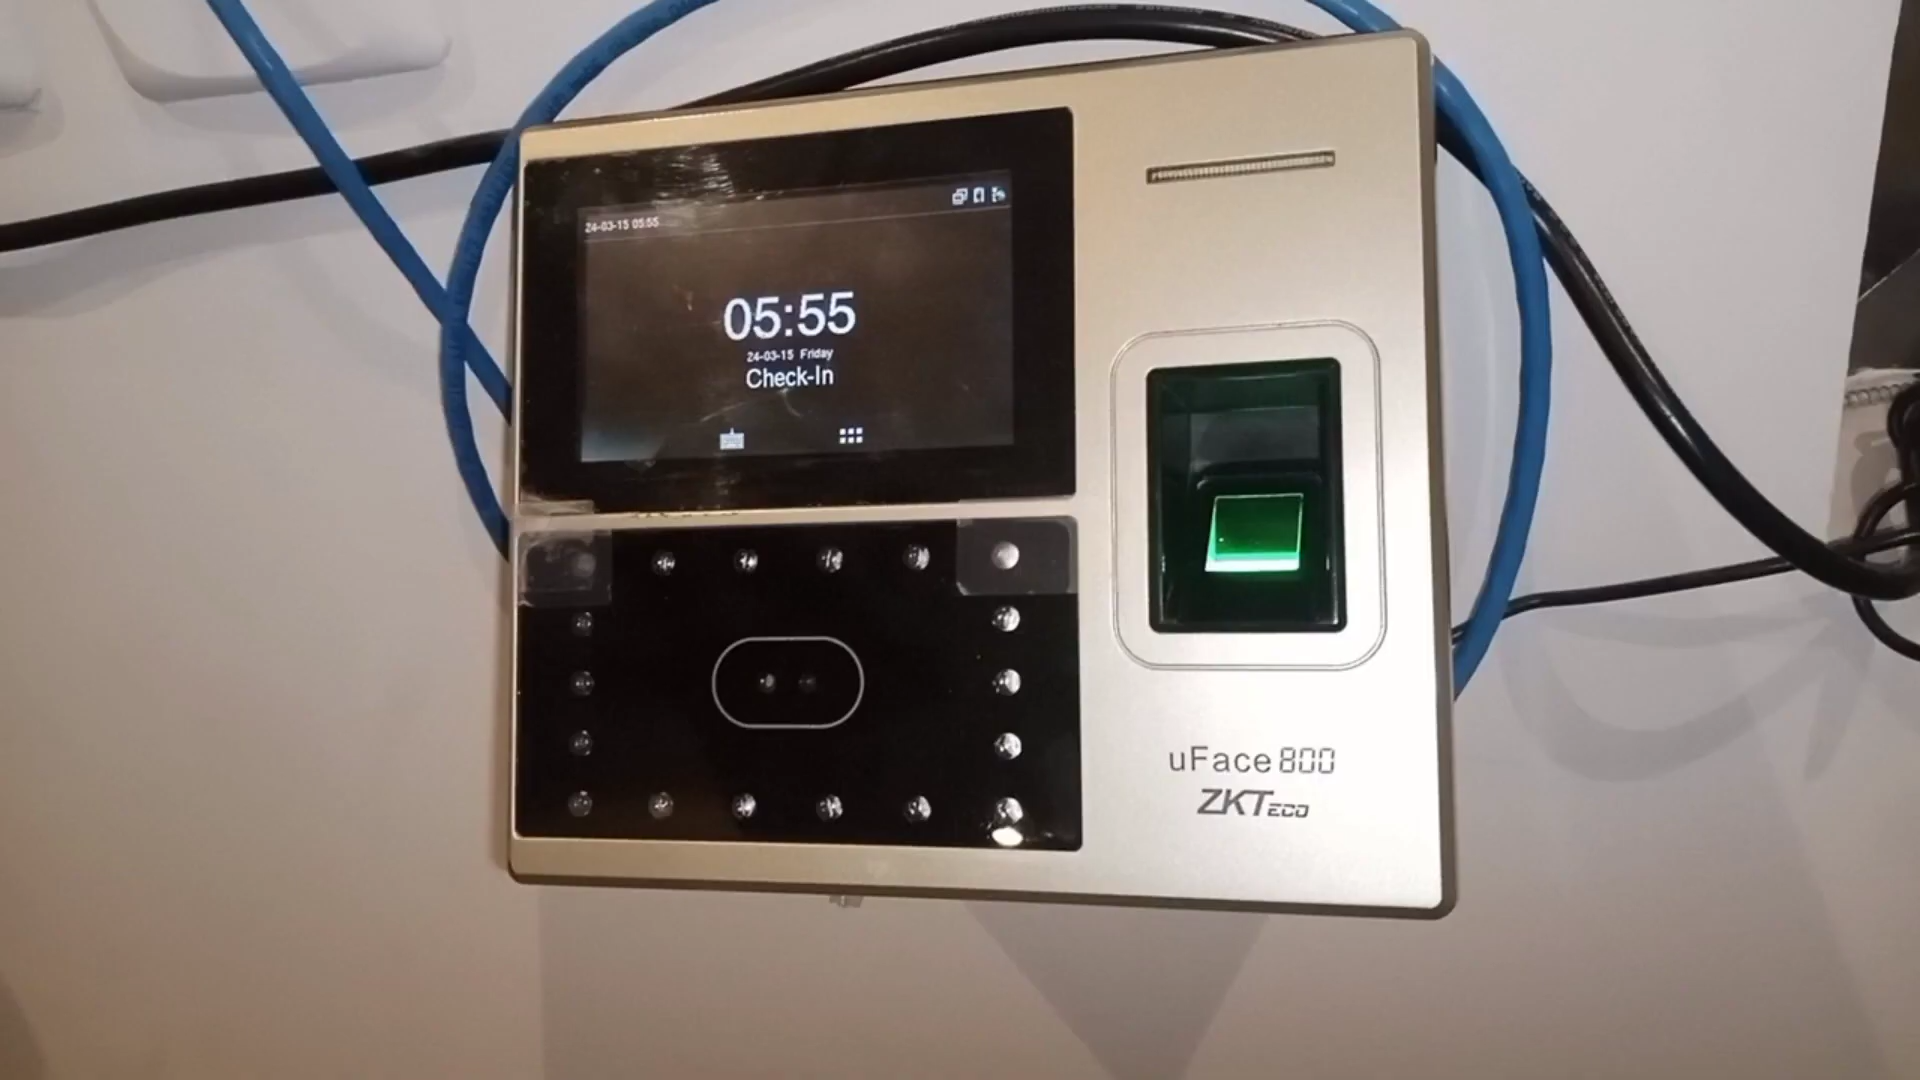 24-03-15 05:55
05:55
24-03-15 Friday
Check-In
uFace800
ZKTECO